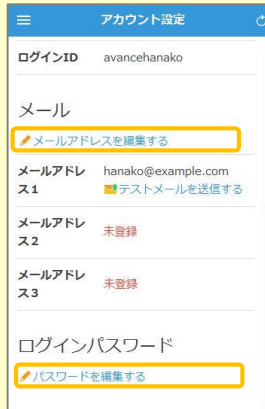 アカウント設定
ログインID avancehanako
メール
メールアドレスを編集する
メールアドレ hanako@example.com
ス1 テストメールを送信する
メールアドレ
ス2 未登録
メールアドレ
ス3 未登録
ログインパスワード
パスワードを編集する